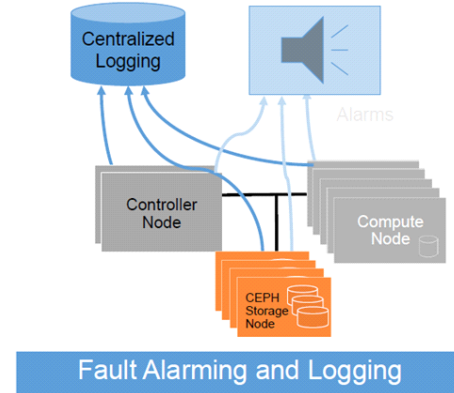 Centralized
Logging
Alarms
Controller
Node
Compute
Node
CEPH
Storage
Node
Fault Alarming and Logging